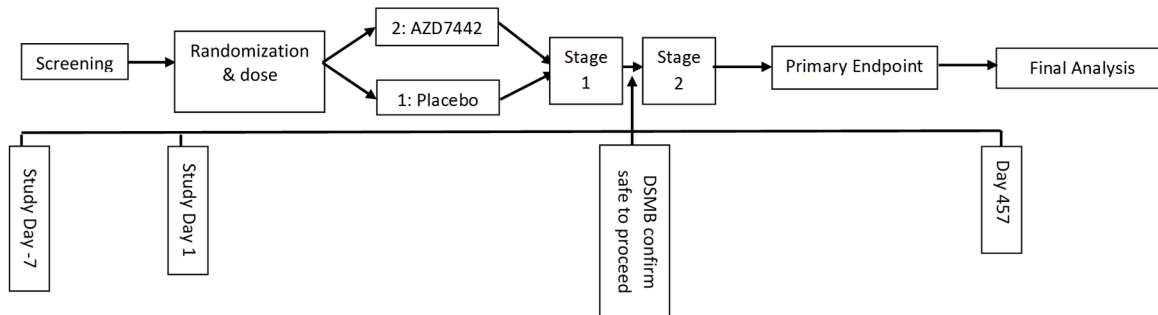 Screening
Randomization
& dose
2: AZD7442
1: Placebo
Stage
1
Stage
2
Primary Endpoint
Final Analysis
Study Day -7
Study Day 1
DSMB confirm
safe to proceed
Day 457